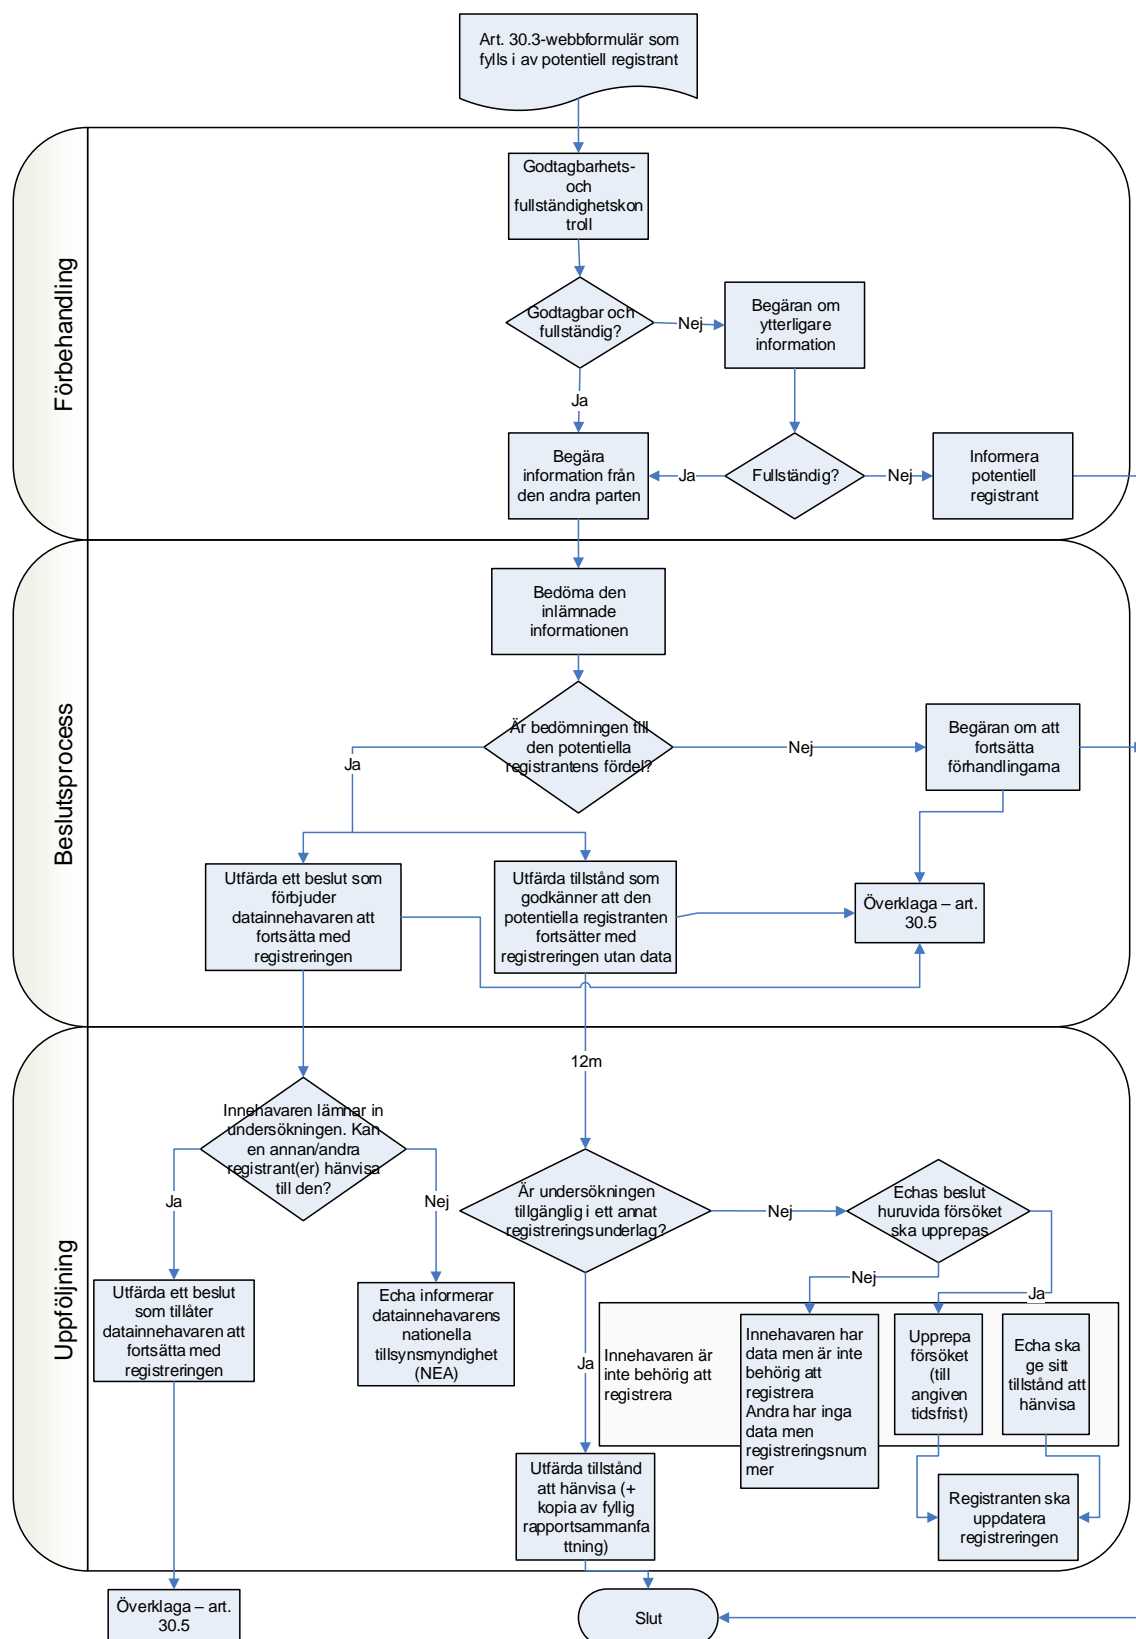 Art. 30.3-webbformulär som
fylls i av potentiell registrant
Förbehandling
Godtagbarhets-
och
fullständighetskon
troll
Godtagbar och
fullständig?
Nej
Begäran om
ytterligare
information
Ja
Begära
information från
den andra parten
Ja
Fullständig?
Nej
Informera
potentiell
registrant
Beslutsprocess
Bedöma den
inlämnade
informationen
Är bedömningen till
den potentiella
registrantens fördel?
Ja
Nej
Begäran om att
fortsätta
förhandlingarna
Utfärda ett beslut som
förbjuder
datainnehavaren att
fortsätta med
registreringen
Utfärda tillstånd som
godkänner att den
potentiella registranten
fortsätter med
registreringen utan data
Överklaga – art.
30.5
Uppföljning
12m
Innehavaren lämnar in
undersökningen. Kan
en annan/andra
registrant(er) hänvisa
till den?
Ja
Nej
Är undersökningen
tillgänglig i ett annat
registreringsunderlag?
Nej
Echas beslut
huruvida försöket
ska upprepas
Nej
Ja
Utfärda ett beslut
som tillåter
datainnehavaren att
fortsätta med
registreringen
Echa informerar
datainnehavarens
nationella
tillsynsmyndighet
(NEA)
Ja
Innehavaren är
inte behörig att
registrera
Innehavaren har
data men är inte
behörig att
registrera
Andra har inga
data men
registreringsnum
mer
Upprepa
försöket
(till
angiven
tidsfrist)
Echa ska
ge sitt
tillstånd att
hänvisa
Utfärda tillstånd
att hänvisa (+
kopia av fyllig
rapportsammanfa
ttning)
Registranten ska
uppdatera
registreringen
Överklaga – art.
30.5
Slut